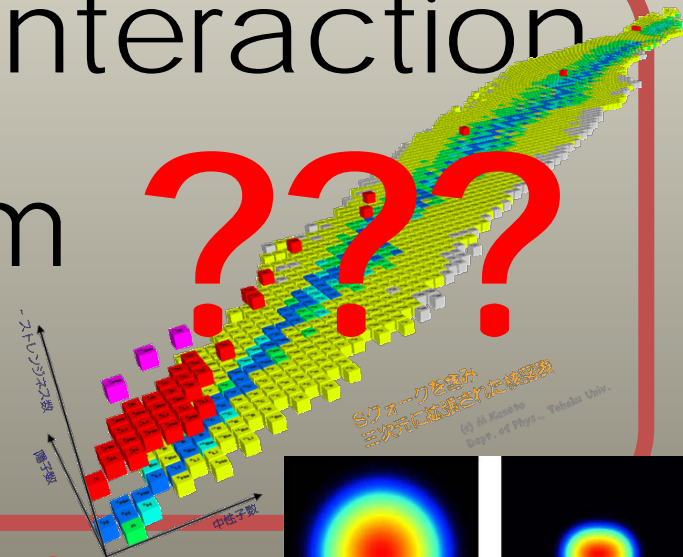 nteraction
m
???
- ストレンジネス数
陽子数
中性子数
Sクォークを含み
三次元に拡張された核図表
(c) M.Kaneta
Dept. of Phys., Tohoku Univ.